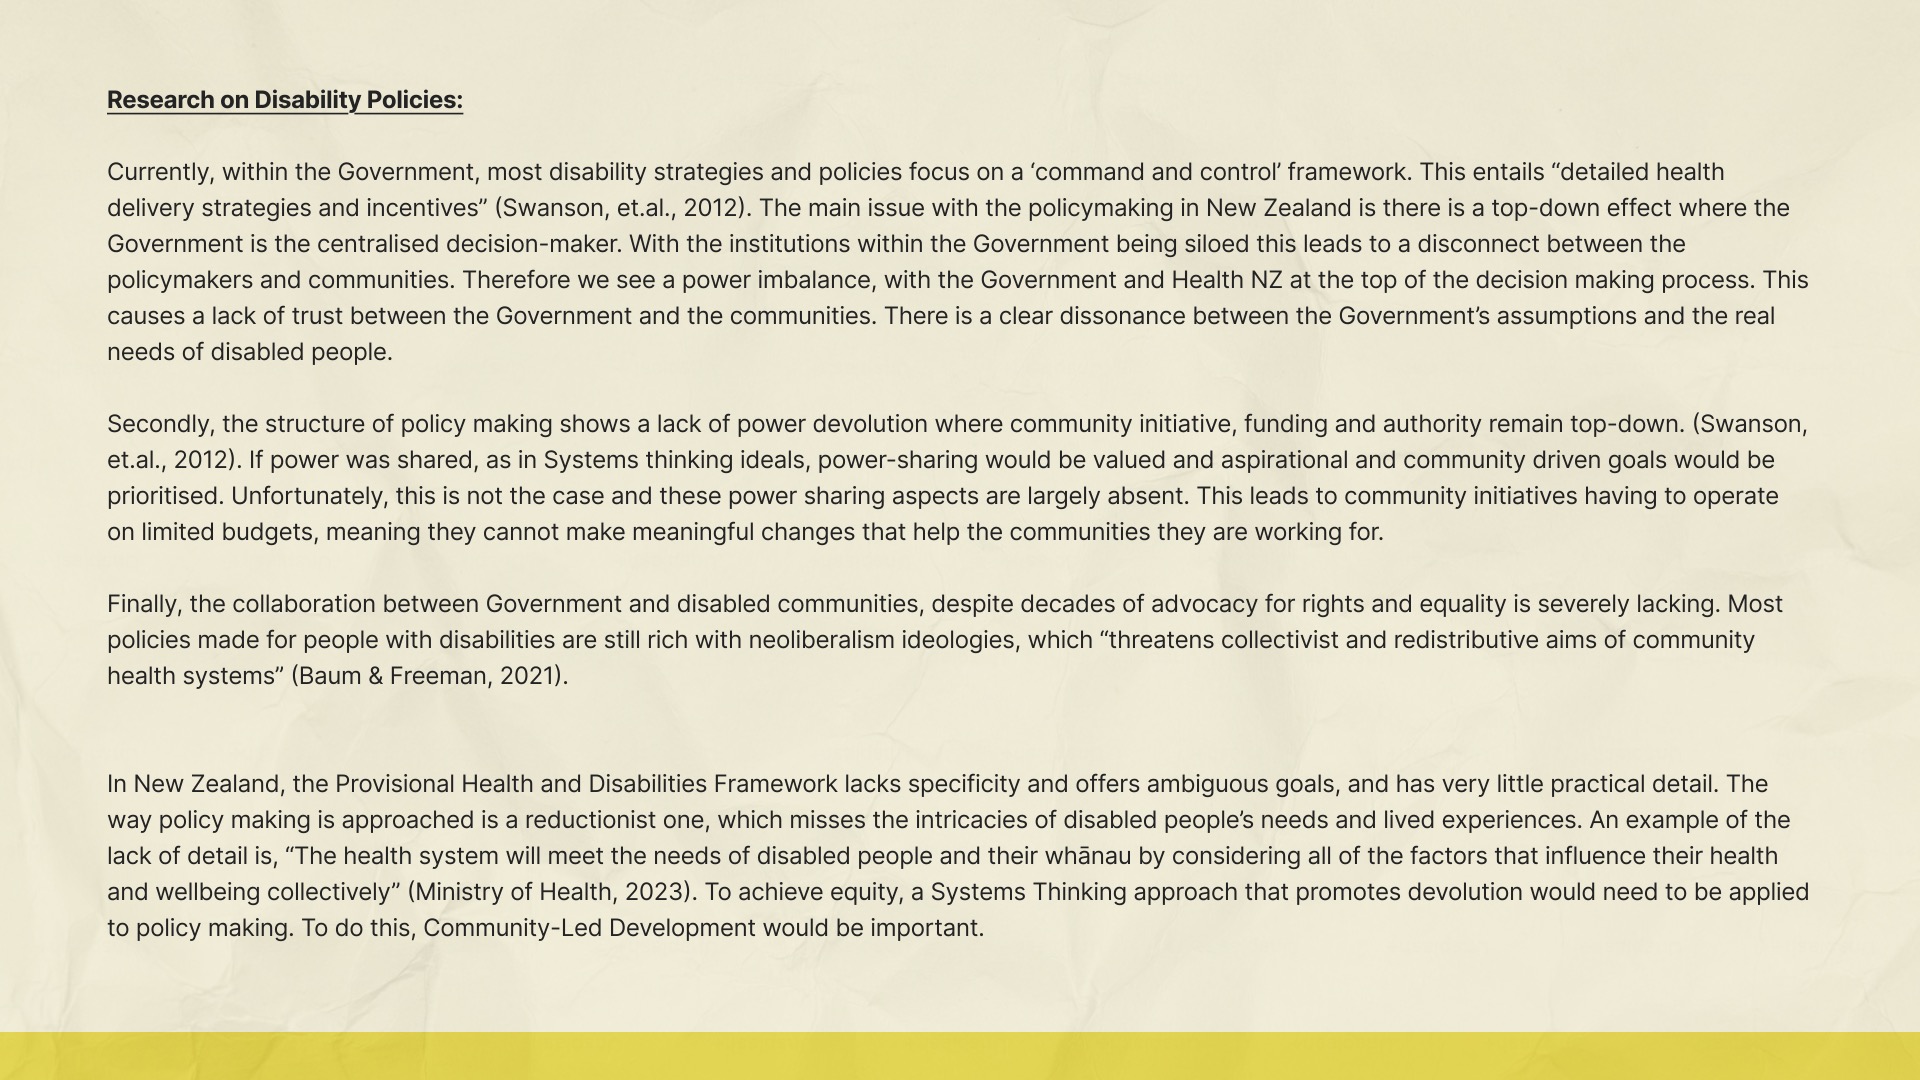 Research on Disability Policies:
Currently, within the Government, most disability strategies and policies focus on a ‘command and control’ framework. This entails “detailed health
delivery strategies and incentives” (Swanson, et.al., 2012). The main issue with the policymaking in New Zealand is there is a top-down effect where the
Government is the centralised decision-maker. With the institutions within the Government being siloed this leads to a disconnect between the
policymakers and communities. Therefore we see a power imbalance, with the Government and Health NZ at the top of the decision making process. This
causes a lack of trust between the Government and the communities. There is a clear dissonance between the Government’s assumptions and the real
needs of disabled people.
Secondly, the structure of policy making shows a lack of power devolution where community initiative, funding and authority remain top-down. (Swanson,
et.al., 2012). If power was shared, as in Systems thinking ideals, power-sharing would be valued and aspirational and community driven goals would be
prioritised. Unfortunately, this is not the case and these power sharing aspects are largely absent. This leads to community initiatives having to operate
on limited budgets, meaning they cannot make meaningful changes that help the communities they are working for.
Finally, the collaboration between Government and disabled communities, despite decades of advocacy for rights and equality is severely lacking. Most
policies made for people with disabilities are still rich with neoliberalism ideologies, which “threatens collectivist and redistributive aims of community
health systems” (Baum & Freeman, 2021).
In New Zealand, the Provisional Health and Disabilities Framework lacks specificity and offers ambiguous goals, and has very little practical detail. The
way policy making is approached is a reductionist one, which misses the intricacies of disabled people’s needs and lived experiences. An example of the
lack of detail is, “The health system will meet the needs of disabled people and their whānau by considering all of the factors that influence their health
and wellbeing collectively” (Ministry of Health, 2023). To achieve equity, a Systems Thinking approach that promotes devolution would need to be applied
to policy making. To do this, Community-Led Development would be important.